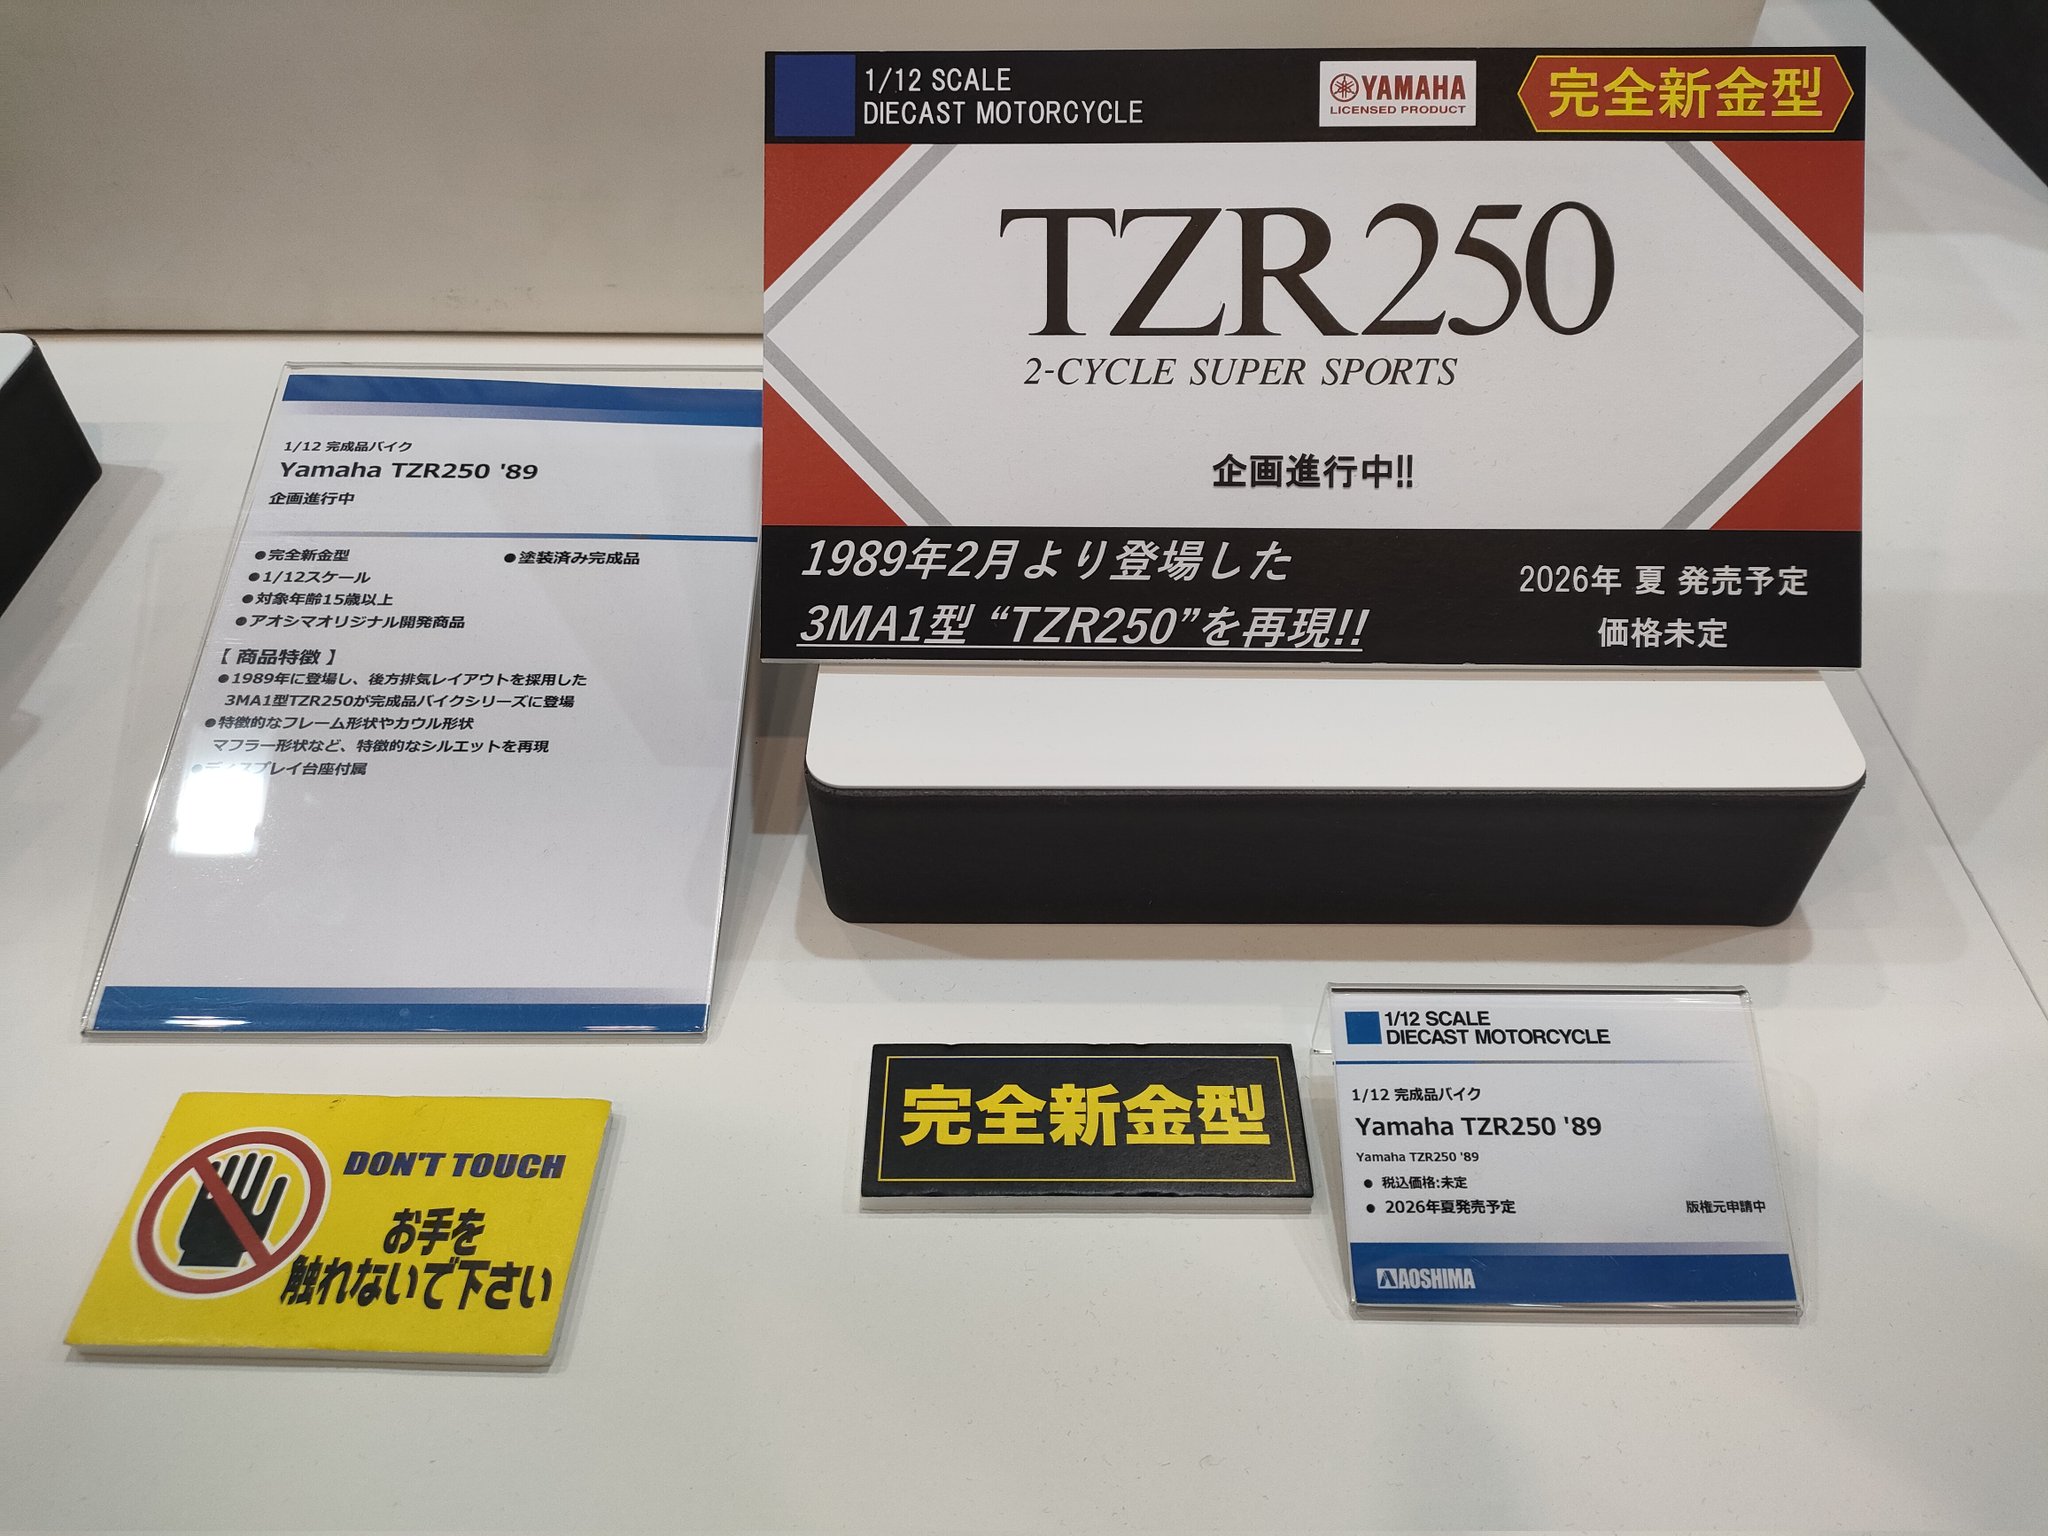 1/12 SCALE
DIECAST MOTORCYCLE
YAMAHA
LICENSED PRODUCT
完全新金型
TZR250
2-CYCLE SUPER SPORTS
企画進行中!!
1989年2月より登場した
3MA1型 “TZR250”を再現!!
2026年 夏 発売予定
価格未定
1/12 完成品バイク
Yamaha TZR250 '89
企画進行中
●完全新金型 ●塗装済み完成品
●1/12スケール
●対象年齢15歳以上
●アオシマオリジナル開発商品
【 商品特徴 】
●1989年に登場し、後方排気レイアウトを採用した
3MA1型TZR250が完成品バイクシリーズに登場
●特徴的なフレーム形状やカウル形状
マフラー形状など、特徴的なシルエットを再現
●ディスプレイ台座付属
DON'T TOUCH
お手を
触れないで下さい
完全新金型
1/12 SCALE
DIECAST MOTORCYCLE
1/12 完成品バイク
Yamaha TZR250 '89
Yamaha TZR250 '89
● 税込価格:未定
● 2026年夏発売予定 版権元申請中
AOSHIMA